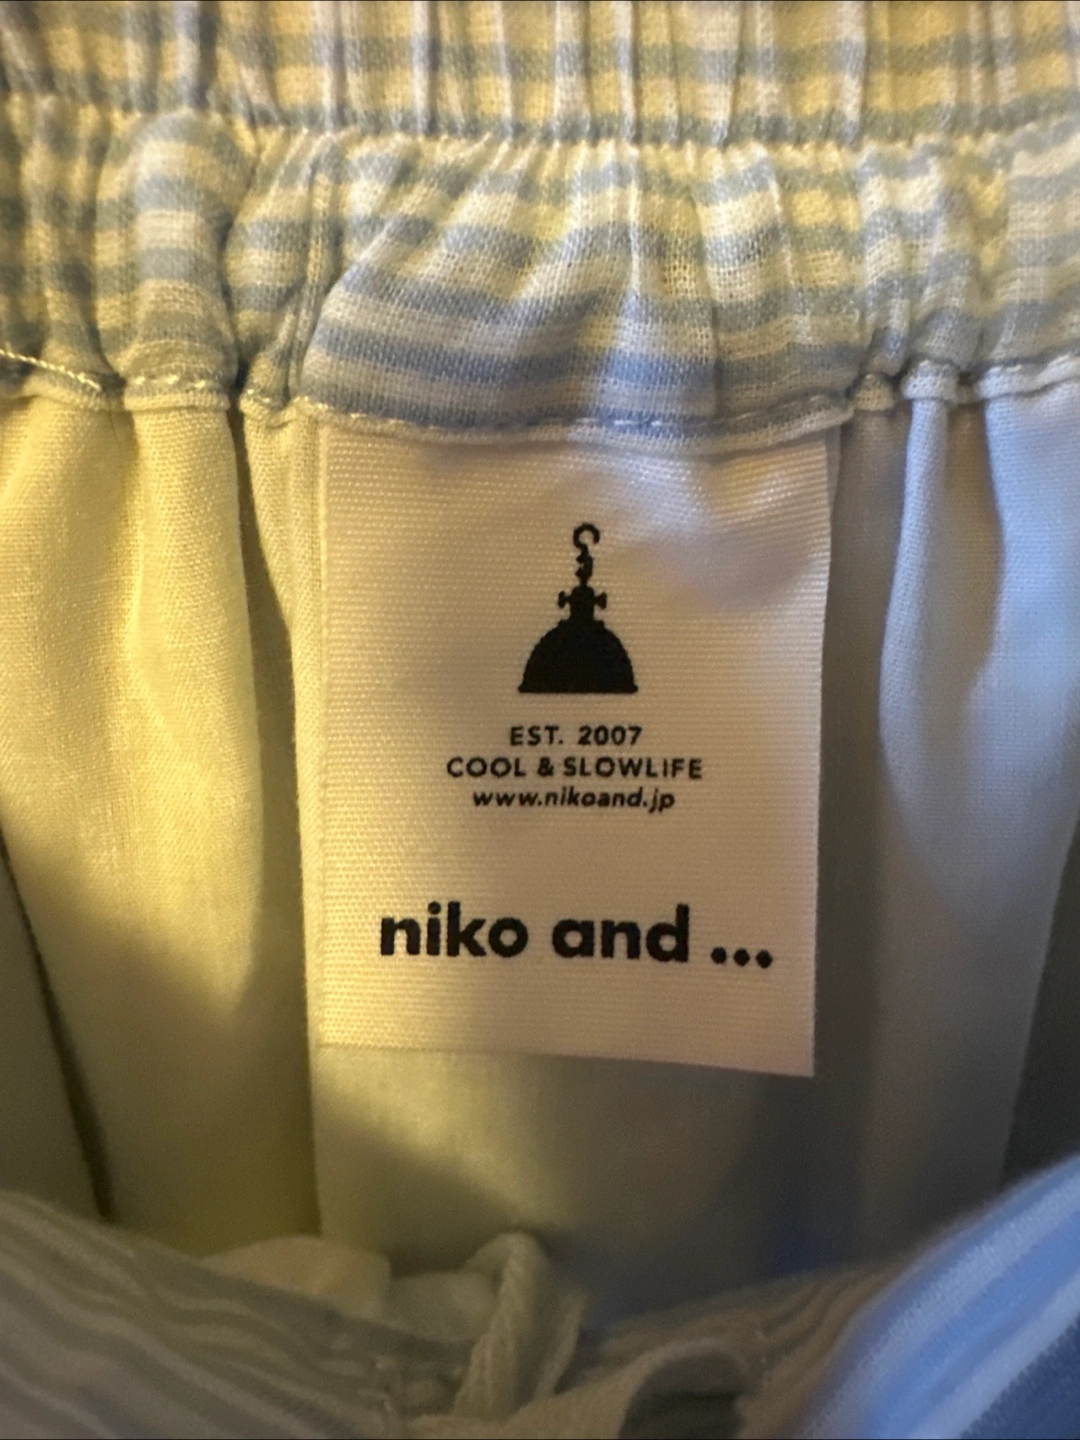 EST. 2007
COOL & SLOWLIFE
www.nikoand.jp
niko and ...